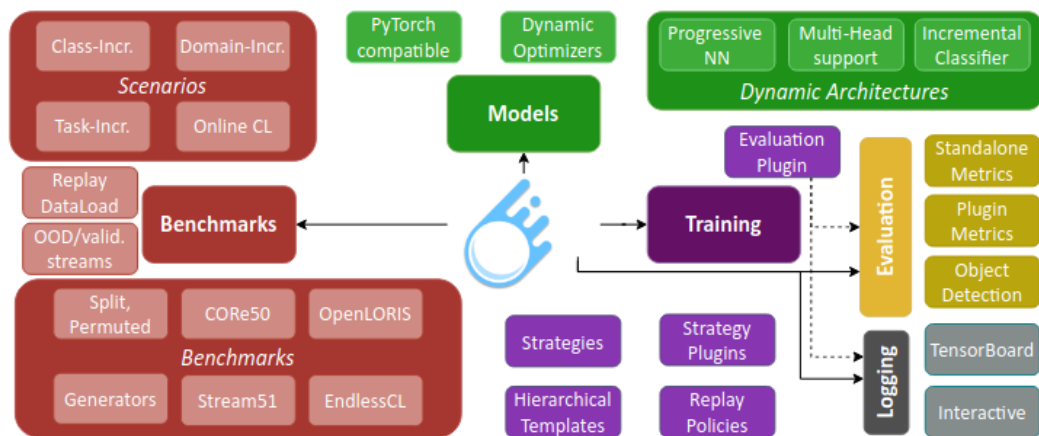 Class-Incr.
Domain-Incr.
Scenarios
Task-Incr.
Online CL
PyTorch
compatible
Dynamic
Optimizers
Models
Progressive
NN
Multi-Head
support
Incremental
Classifier
Dynamic Architectures
Replay
DataLoad
OOD/valid.
streams
Benchmarks
Training
Evaluation
Plugin
Evaluation
Standalone
Metrics
Plugin
Metrics
Object
Detection
Split,
Permuted
CORe50
OpenLORIS
Benchmarks
Generators
Stream51
EndlessCL
Strategies
Strategy
Plugins
Hierarchical
Templates
Replay
Policies
Logging
TensorBoard
Interactive